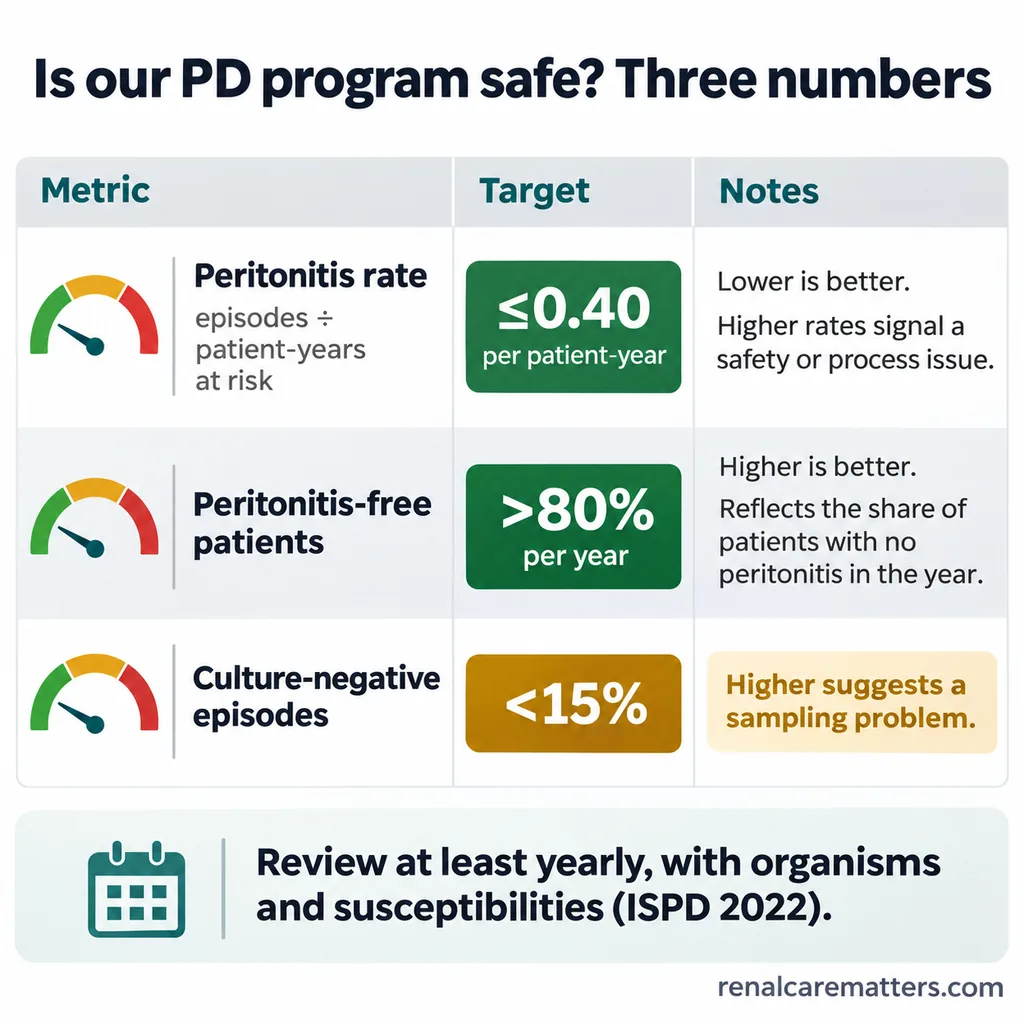 Is our PD program safe? Three numbers
Metric
Target
Notes
Peritonitis rate
episodes ÷
patient-years
at risk
≤0.40
per patient-year
Lower is better.
Higher rates signal a
safety or process issue.
Peritonitis-free
patients
>80%
per year
Higher is better.
Reflects the share of
patients with no
peritonitis in the year.
Culture-negative
episodes
<15%
Higher suggests a
sampling problem.
Review at least yearly, with organisms
and susceptibilities (ISPD 2022).
renalcarematters.com